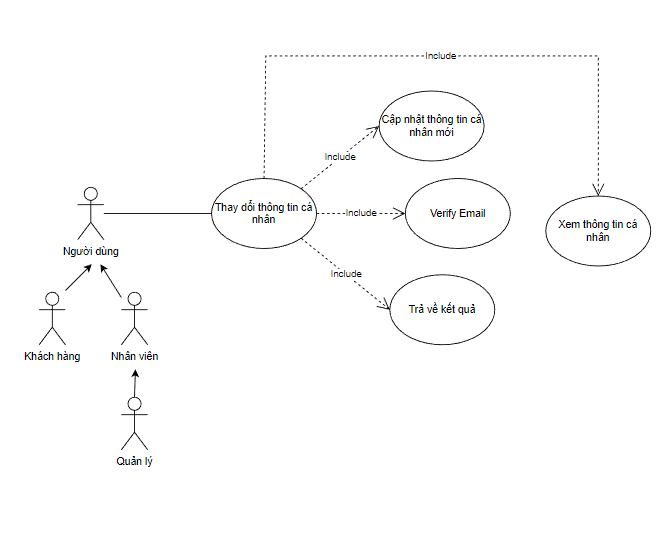 Include
Cập nhật thông tin cá
nhân mới
Include
Thay đổi thông tin cá
nhân
Include
Verify Email
Xem thông tin cá
nhân
Người dùng
Include
Trả về kết quả
Khách hàng
Nhân viên
Quản lý